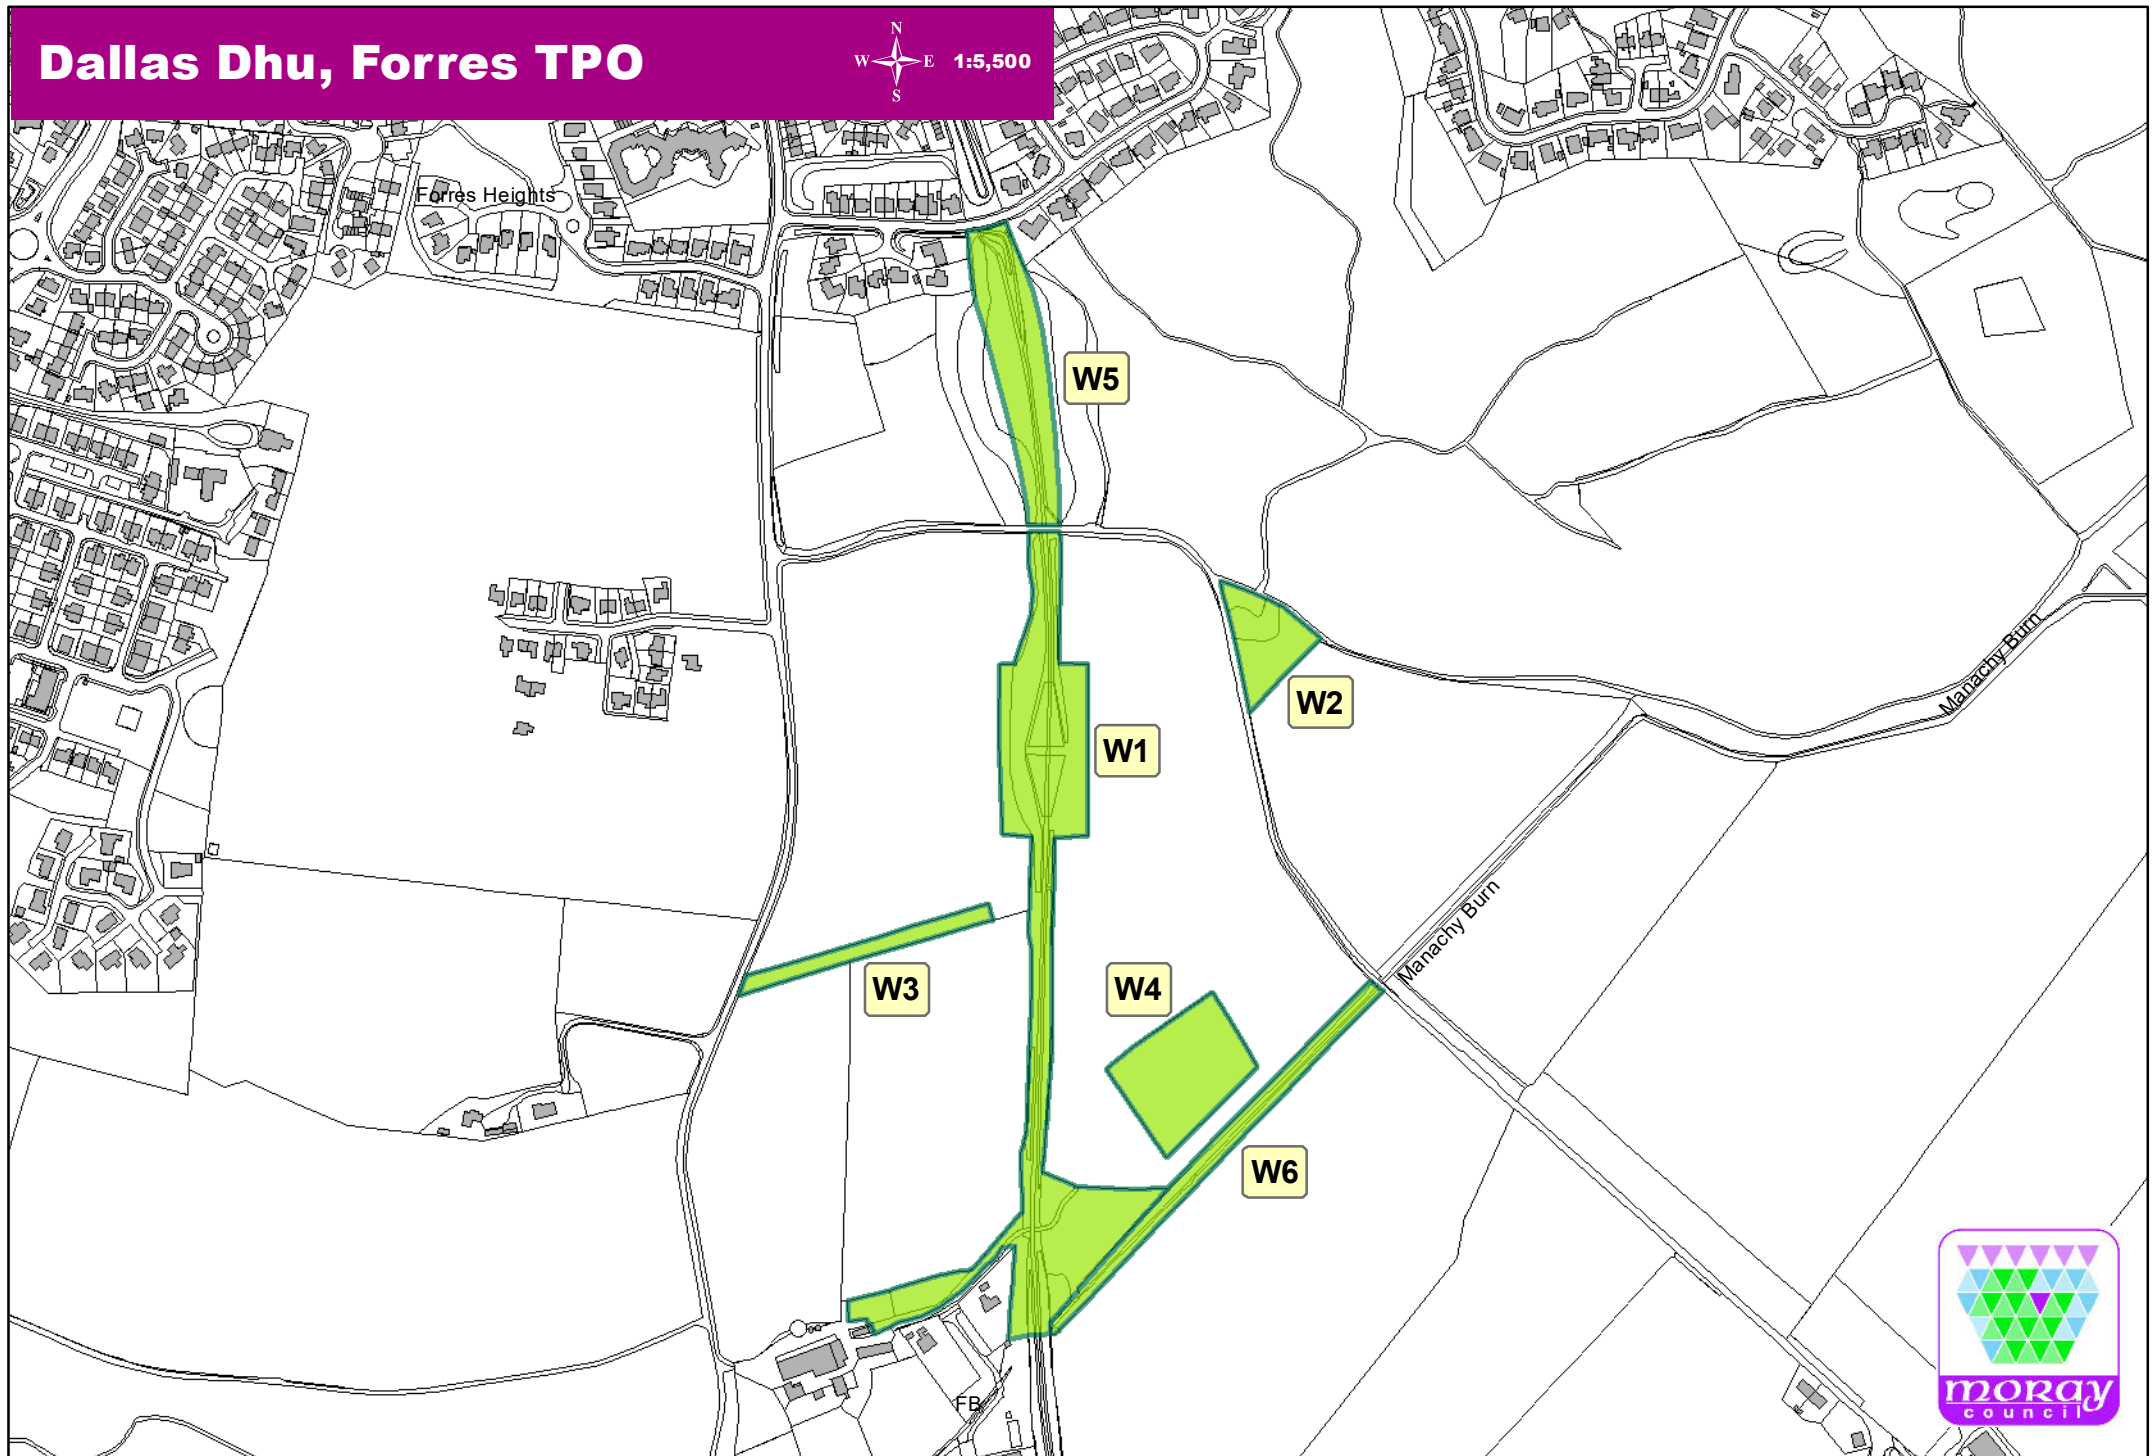 Dallas Dhu, Forres TPO
N
W E
S
1:5,500
Forres Heights
W5
W2
W1
Manachy Burn
Manachy Burn
W3
W4
W6
FB
moray
council